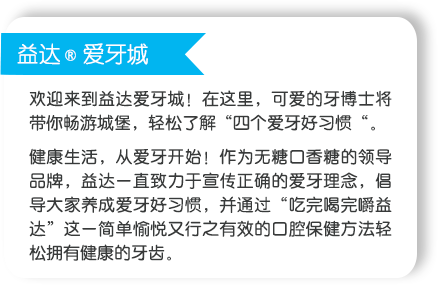 益达® 爱牙城
欢迎来到益达爱牙城！在这里，可爱的牙博士将
带你畅游城堡，轻松了解“四个爱牙好习惯“。
健康生活，从爱牙开始！作为无糖口香糖的领导
品牌，益达一直致力于宣传正确的爱牙理念，倡
导大家养成爱牙好习惯，并通过“吃完喝完嚼益
达”这一简单愉悦又行之有效的口腔保健方法轻
松拥有健康的牙齿。